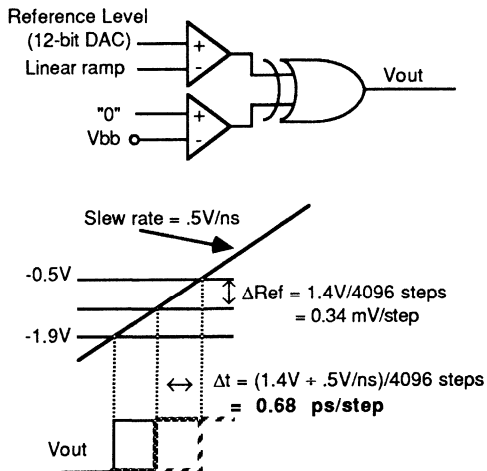 Reference Level
(12-bit DAC)
Linear ramp
+
-
"0"
Vbb
+
-
Vout
Slew rate = .5V/ns
-0.5V
ΔRef = 1.4V/4096 steps
= 0.34 mV/step
-1.9V
Δt = (1.4V + .5V/ns)/4096 steps
= 0.68 ps/step
Vout